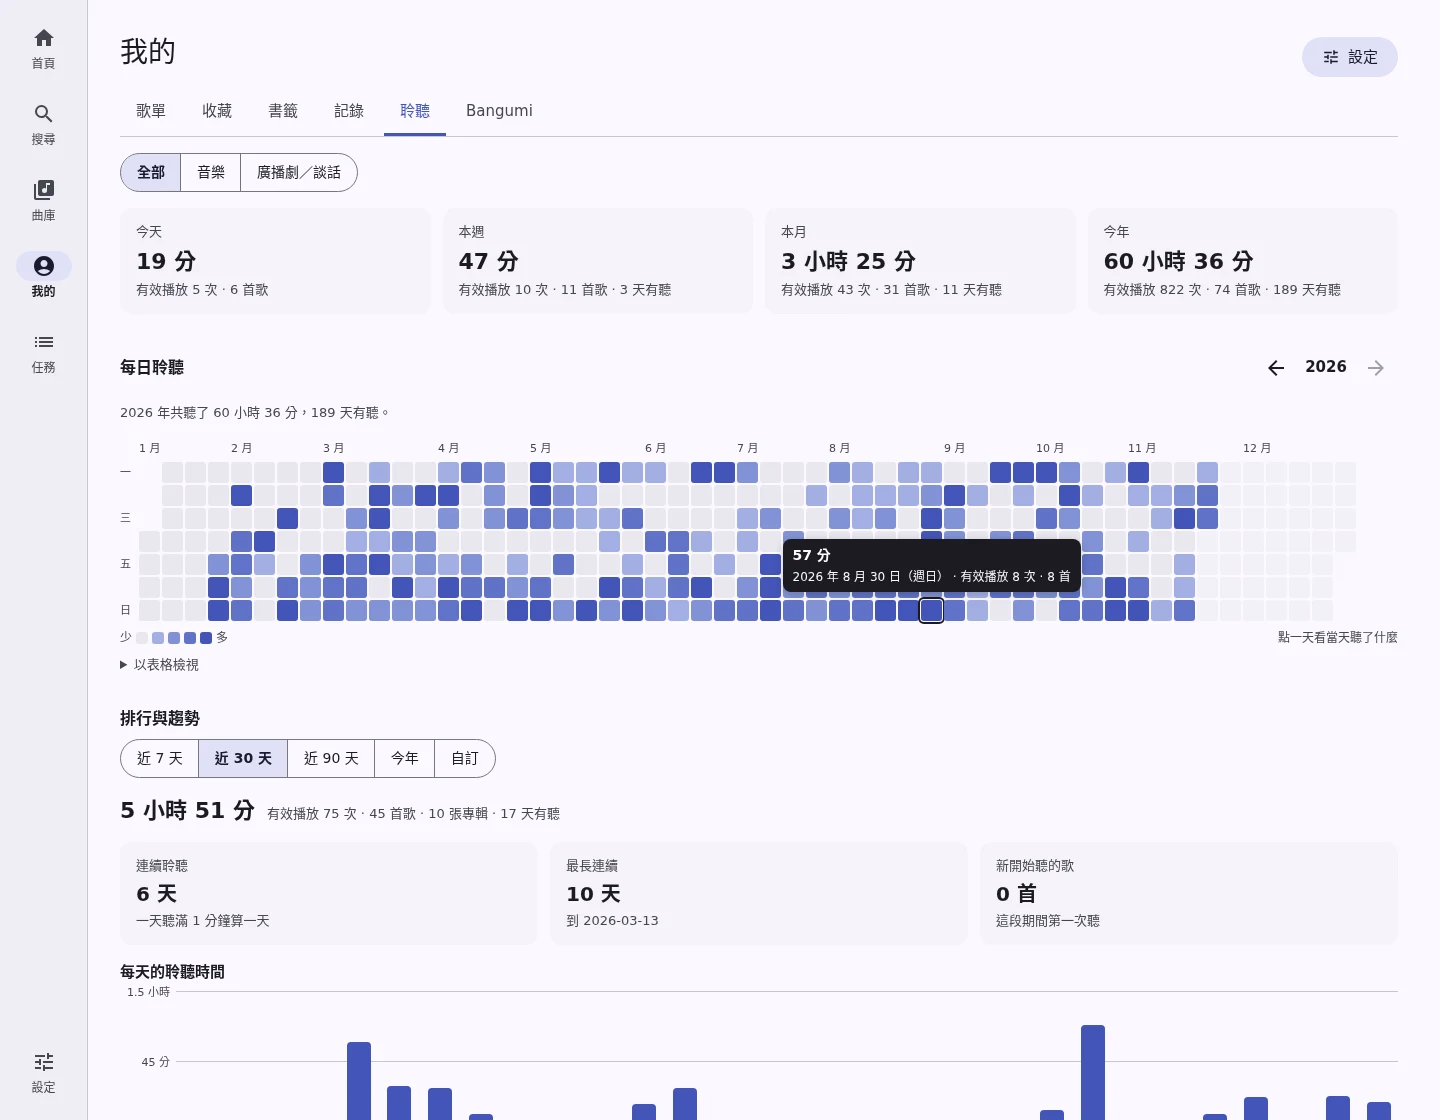 首頁
搜尋
曲庫
我的
任務
設定
我的
設定
歌單 收藏 書籤 記錄 聆聽 Bangumi
全部 音樂 廣播劇／談話
今天
19 分
有效播放 5 次 · 6 首歌
本週
47 分
有效播放 10 次 · 11 首歌 · 3 天有聽
本月
3 小時 25 分
有效播放 43 次 · 31 首歌 · 11 天有聽
今年
60 小時 36 分
有效播放 822 次 · 74 首歌 · 189 天有聽
每日聆聽
2026
2026 年共聽了 60 小時 36 分，189 天有聽。
1 月 2 月 3 月 4 月 5 月 6 月 7 月 8 月 9 月 10 月 11 月 12 月
一
三
五
日
57 分
2026 年 8 月 30 日（週日） · 有效播放 8 次 · 8 首
少 多
點一天看當天聽了什麼
▶ 以表格檢視
排行與趨勢
近 7 天 近 30 天 近 90 天 今年 自訂
5 小時 51 分 有效播放 75 次 · 45 首歌 · 10 張專輯 · 17 天有聽
連續聆聽
6 天
一天聽滿 1 分鐘算一天
最長連續
10 天
到 2026-03-13
新開始聽的歌
0 首
這段期間第一次聽
每天的聆聽時間
1.5 小時
45 分